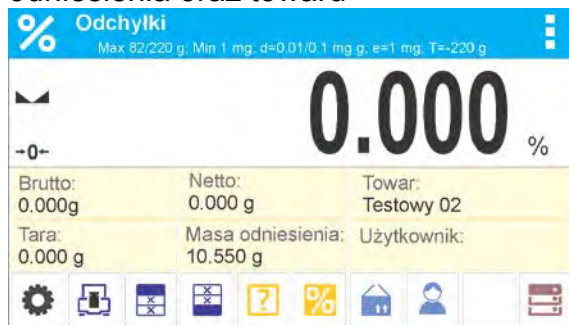 % Odchyłki
Max 82/220 g; Min 1 mg; d=0.01/0.1 mg g; e=1 mg; T=-220 g
0.000 %
→0←
Brutto: Netto: Towar:
0.000g 0.000 g Testowy 02
Tara: Masa odniesienia: Użytkownik:
0.000 g 10.550 g
? %